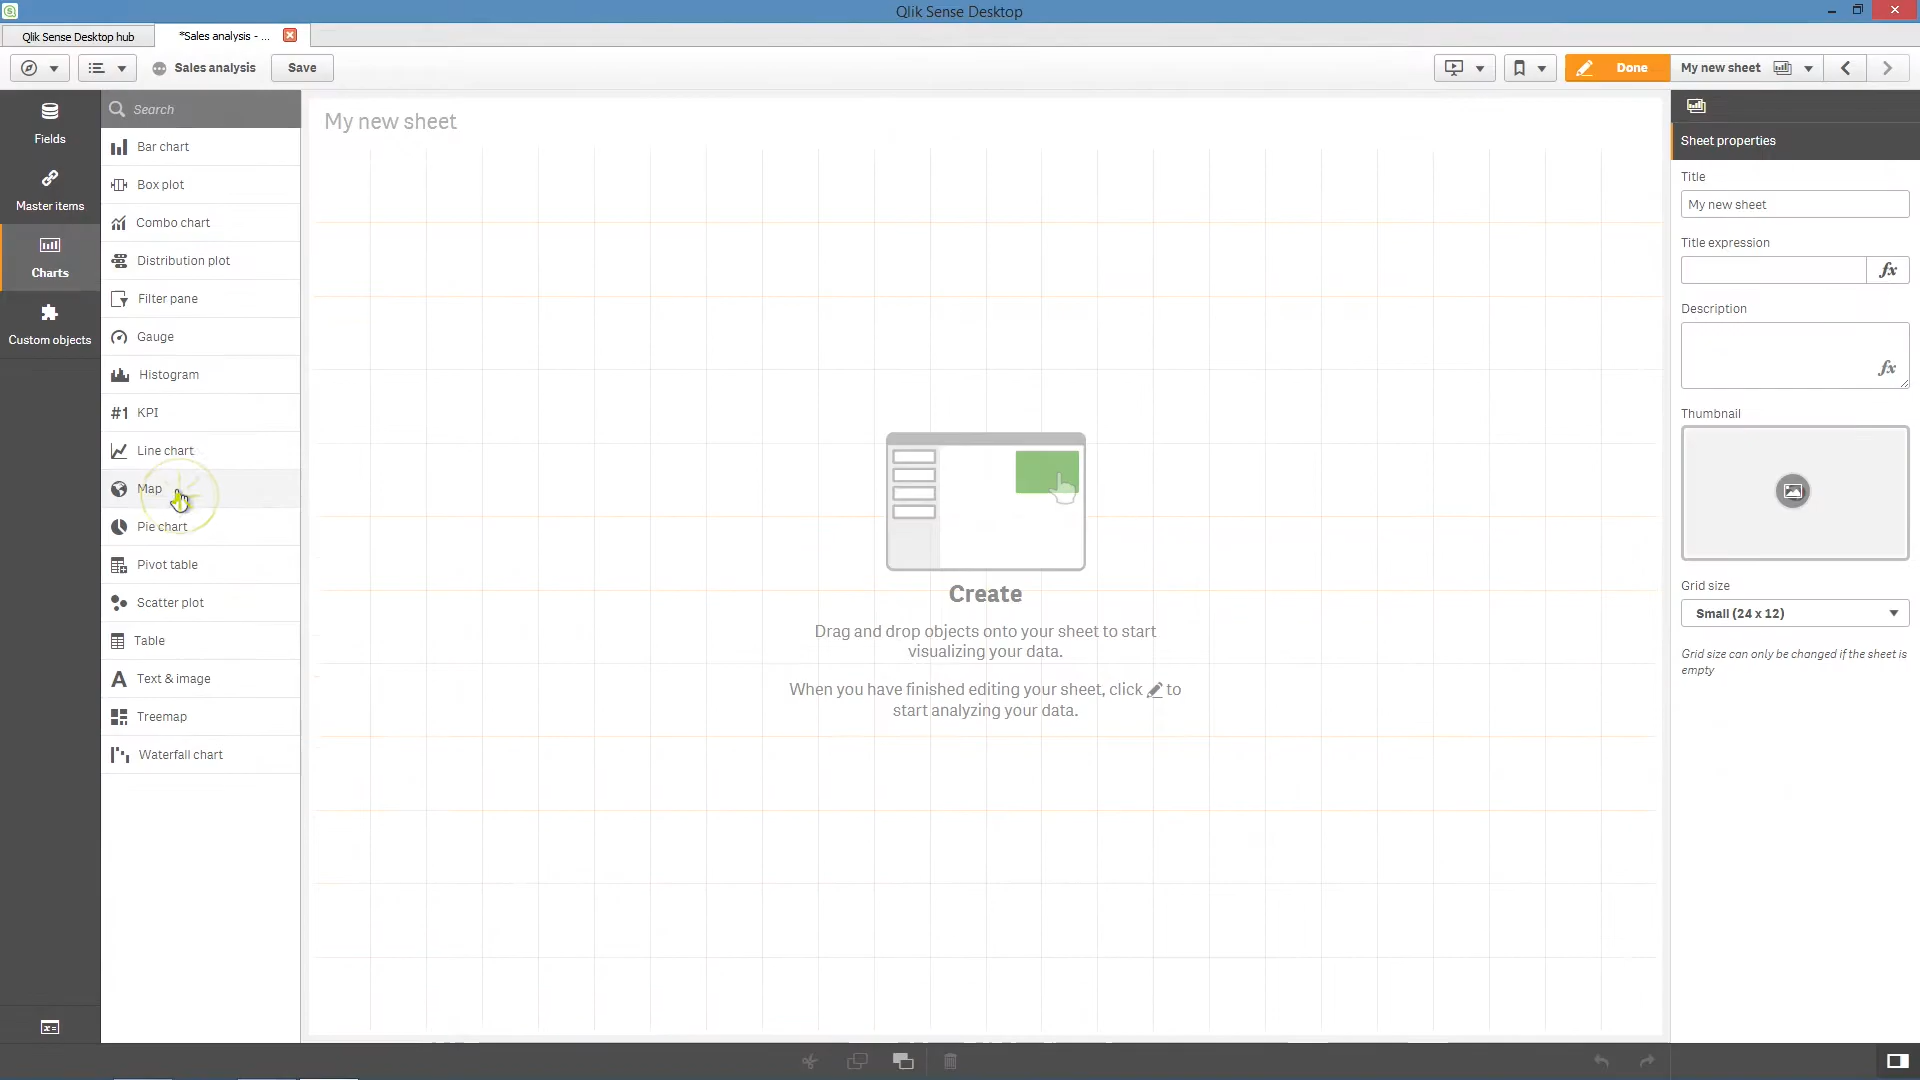 Qlik Sense Desktop
Qlik Sense Desktop hub
*Sales analysis - ...
Sales analysis
Save
Done
My new sheet
Fields
Master items
Charts
Custom objects
Search
Bar chart
Box plot
Combo chart
Distribution plot
Filter pane
Gauge
Histogram
#1 KPI
Line chart
Map
Pie chart
Pivot table
Scatter plot
Table
A Text & image
Treemap
Waterfall chart
My new sheet
Create
Drag and drop objects onto your sheet to start
visualizing your data.
When you have finished editing your sheet, click to
start analyzing your data.
Sheet properties
Title
My new sheet
Title expression
fx
Description
fx
Thumbnail
Grid size
Small (24 x 12)
Grid size can only be changed if the sheet is
empty